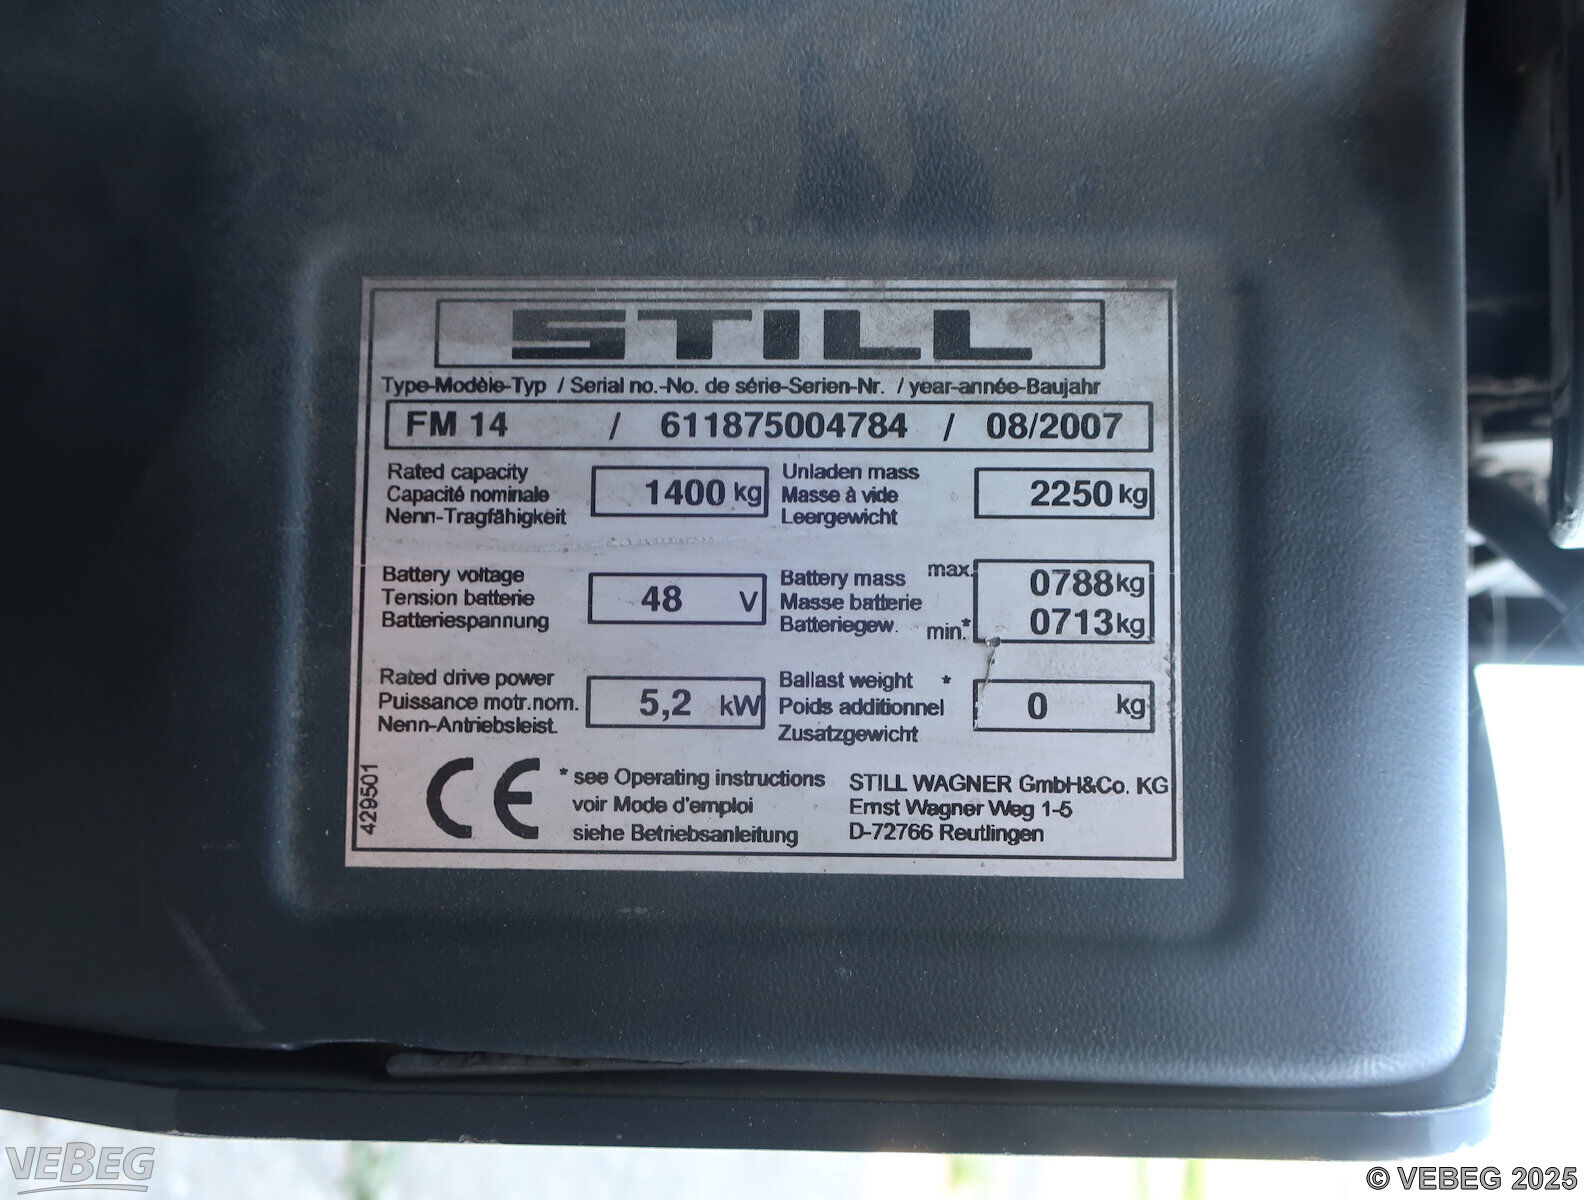 STILL
Type-Modèle-Typ / Serial no.-No. de série-Serien-Nr. / year-année-Baujahr
FM 14 / 611875004784 / 08/2007
Rated capacity
Capacité nominale
Nenn-Tragfähigkeit
1400 kg
Unladen mass
Masse à vide
Leergewicht
2250 kg
Battery voltage
Tension batterie
Batteriespannung
48 V
Battery mass
Masse batterie
Batteriegew.
max. 0788 kg
min.* 0713 kg
Rated drive power
Puissance motr.nom.
Nenn-Antriebsleist.
5,2 kW
Ballast weight *
Poids additionnel
Zusatzgewicht
0 kg
429501
CE
* see Operating instructions
voir Mode d'emploi
siehe Betriebsanleitung
STILL WAGNER GmbH&Co. KG
Ernst Wagner Weg 1-5
D-72766 Reutlingen
VEBEG
© VEBEG 2025